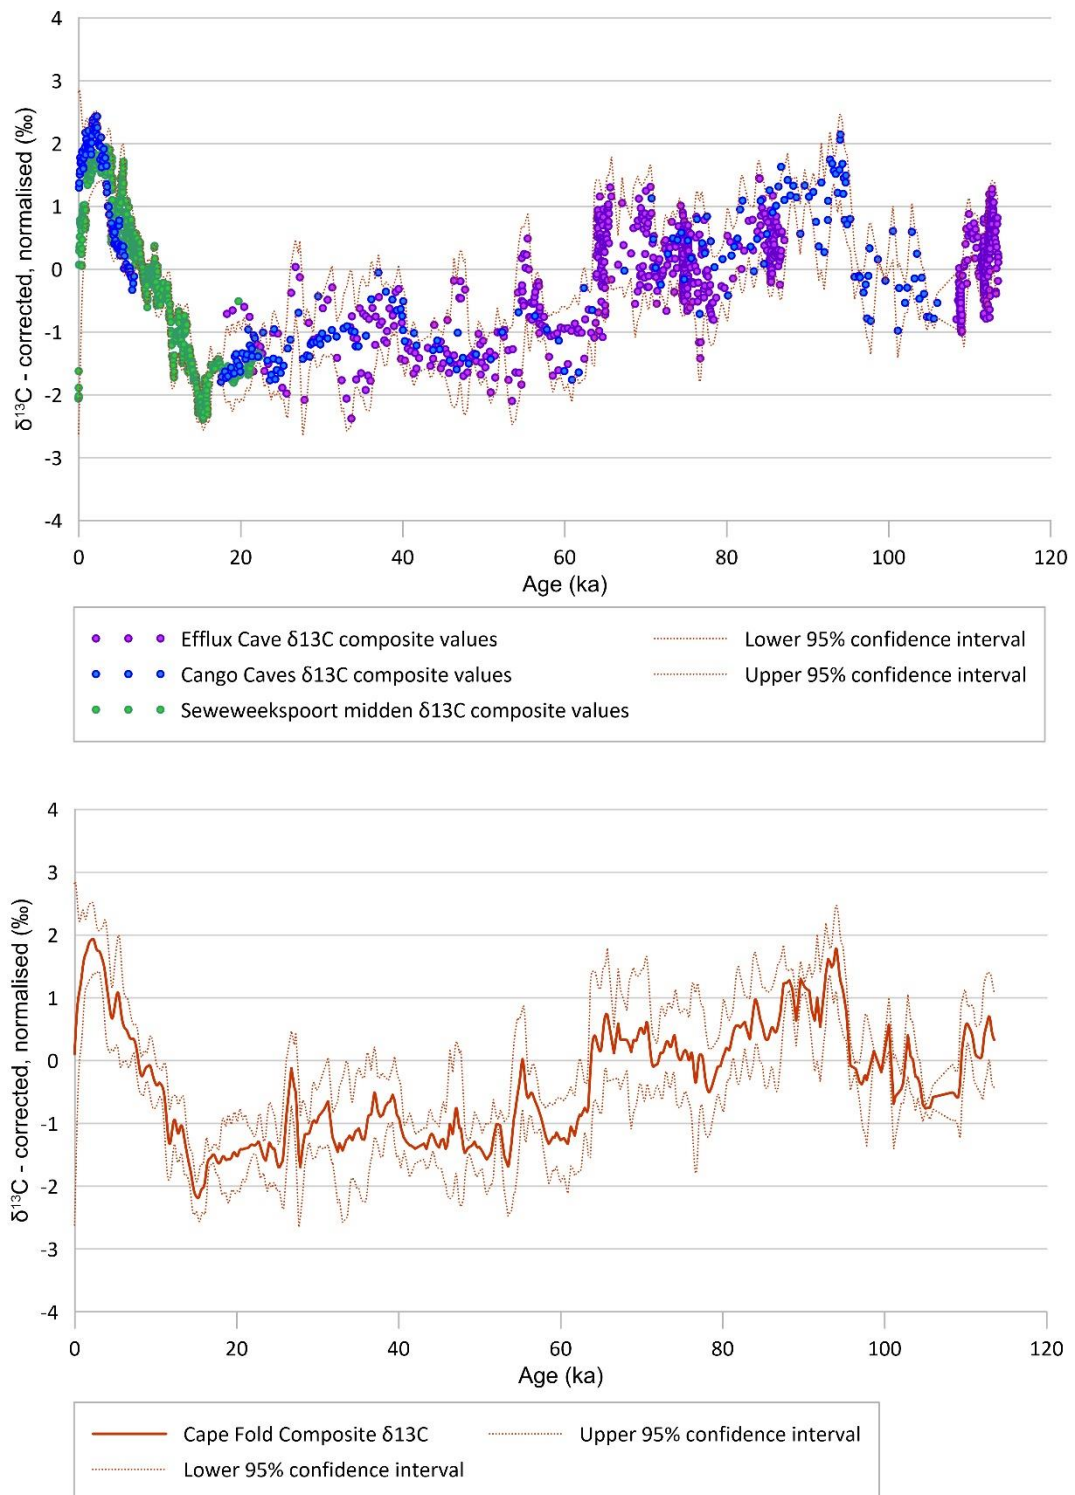 4
3
2
1
0
-1
-2
-3
-4
δ¹³C - corrected, normalised (‰)
0 20 40 60 80 100 120
Age (ka)
Efflux Cave δ13C composite values
Lower 95% confidence interval
Cango Caves δ13C composite values
Upper 95% confidence interval
Seweweekspoort midden δ13C composite values
4
3
2
1
0
-1
-2
-3
-4
δ¹³C - corrected, normalised (‰)
0 20 40 60 80 100 120
Age (ka)
Cape Fold Composite δ13C
Upper 95% confidence interval
Lower 95% confidence interval